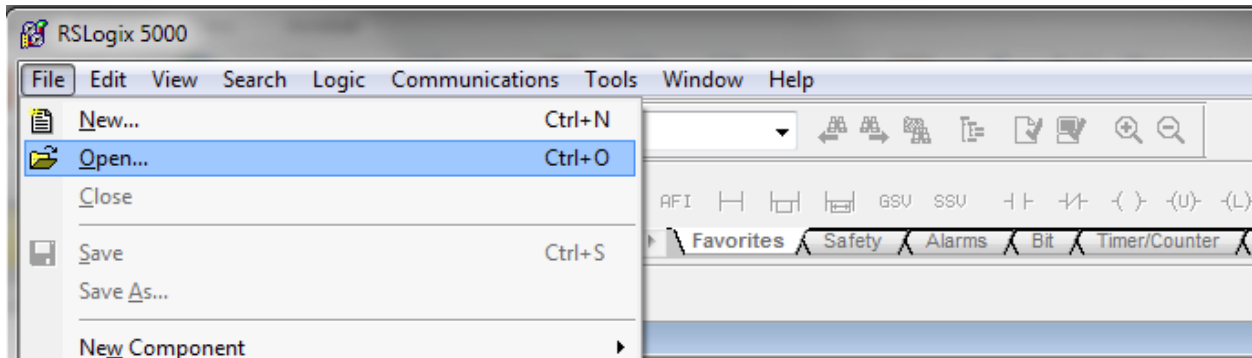 RSLogix 5000
File Edit View Search Logic Communications Tools Window Help
New... Ctrl+N
Open... Ctrl+O
Close
AFI GSV SSV (U) (L)
Favorites Safety Alarms Bit Timer/Counter
Save Ctrl+S
Save As...
New Component